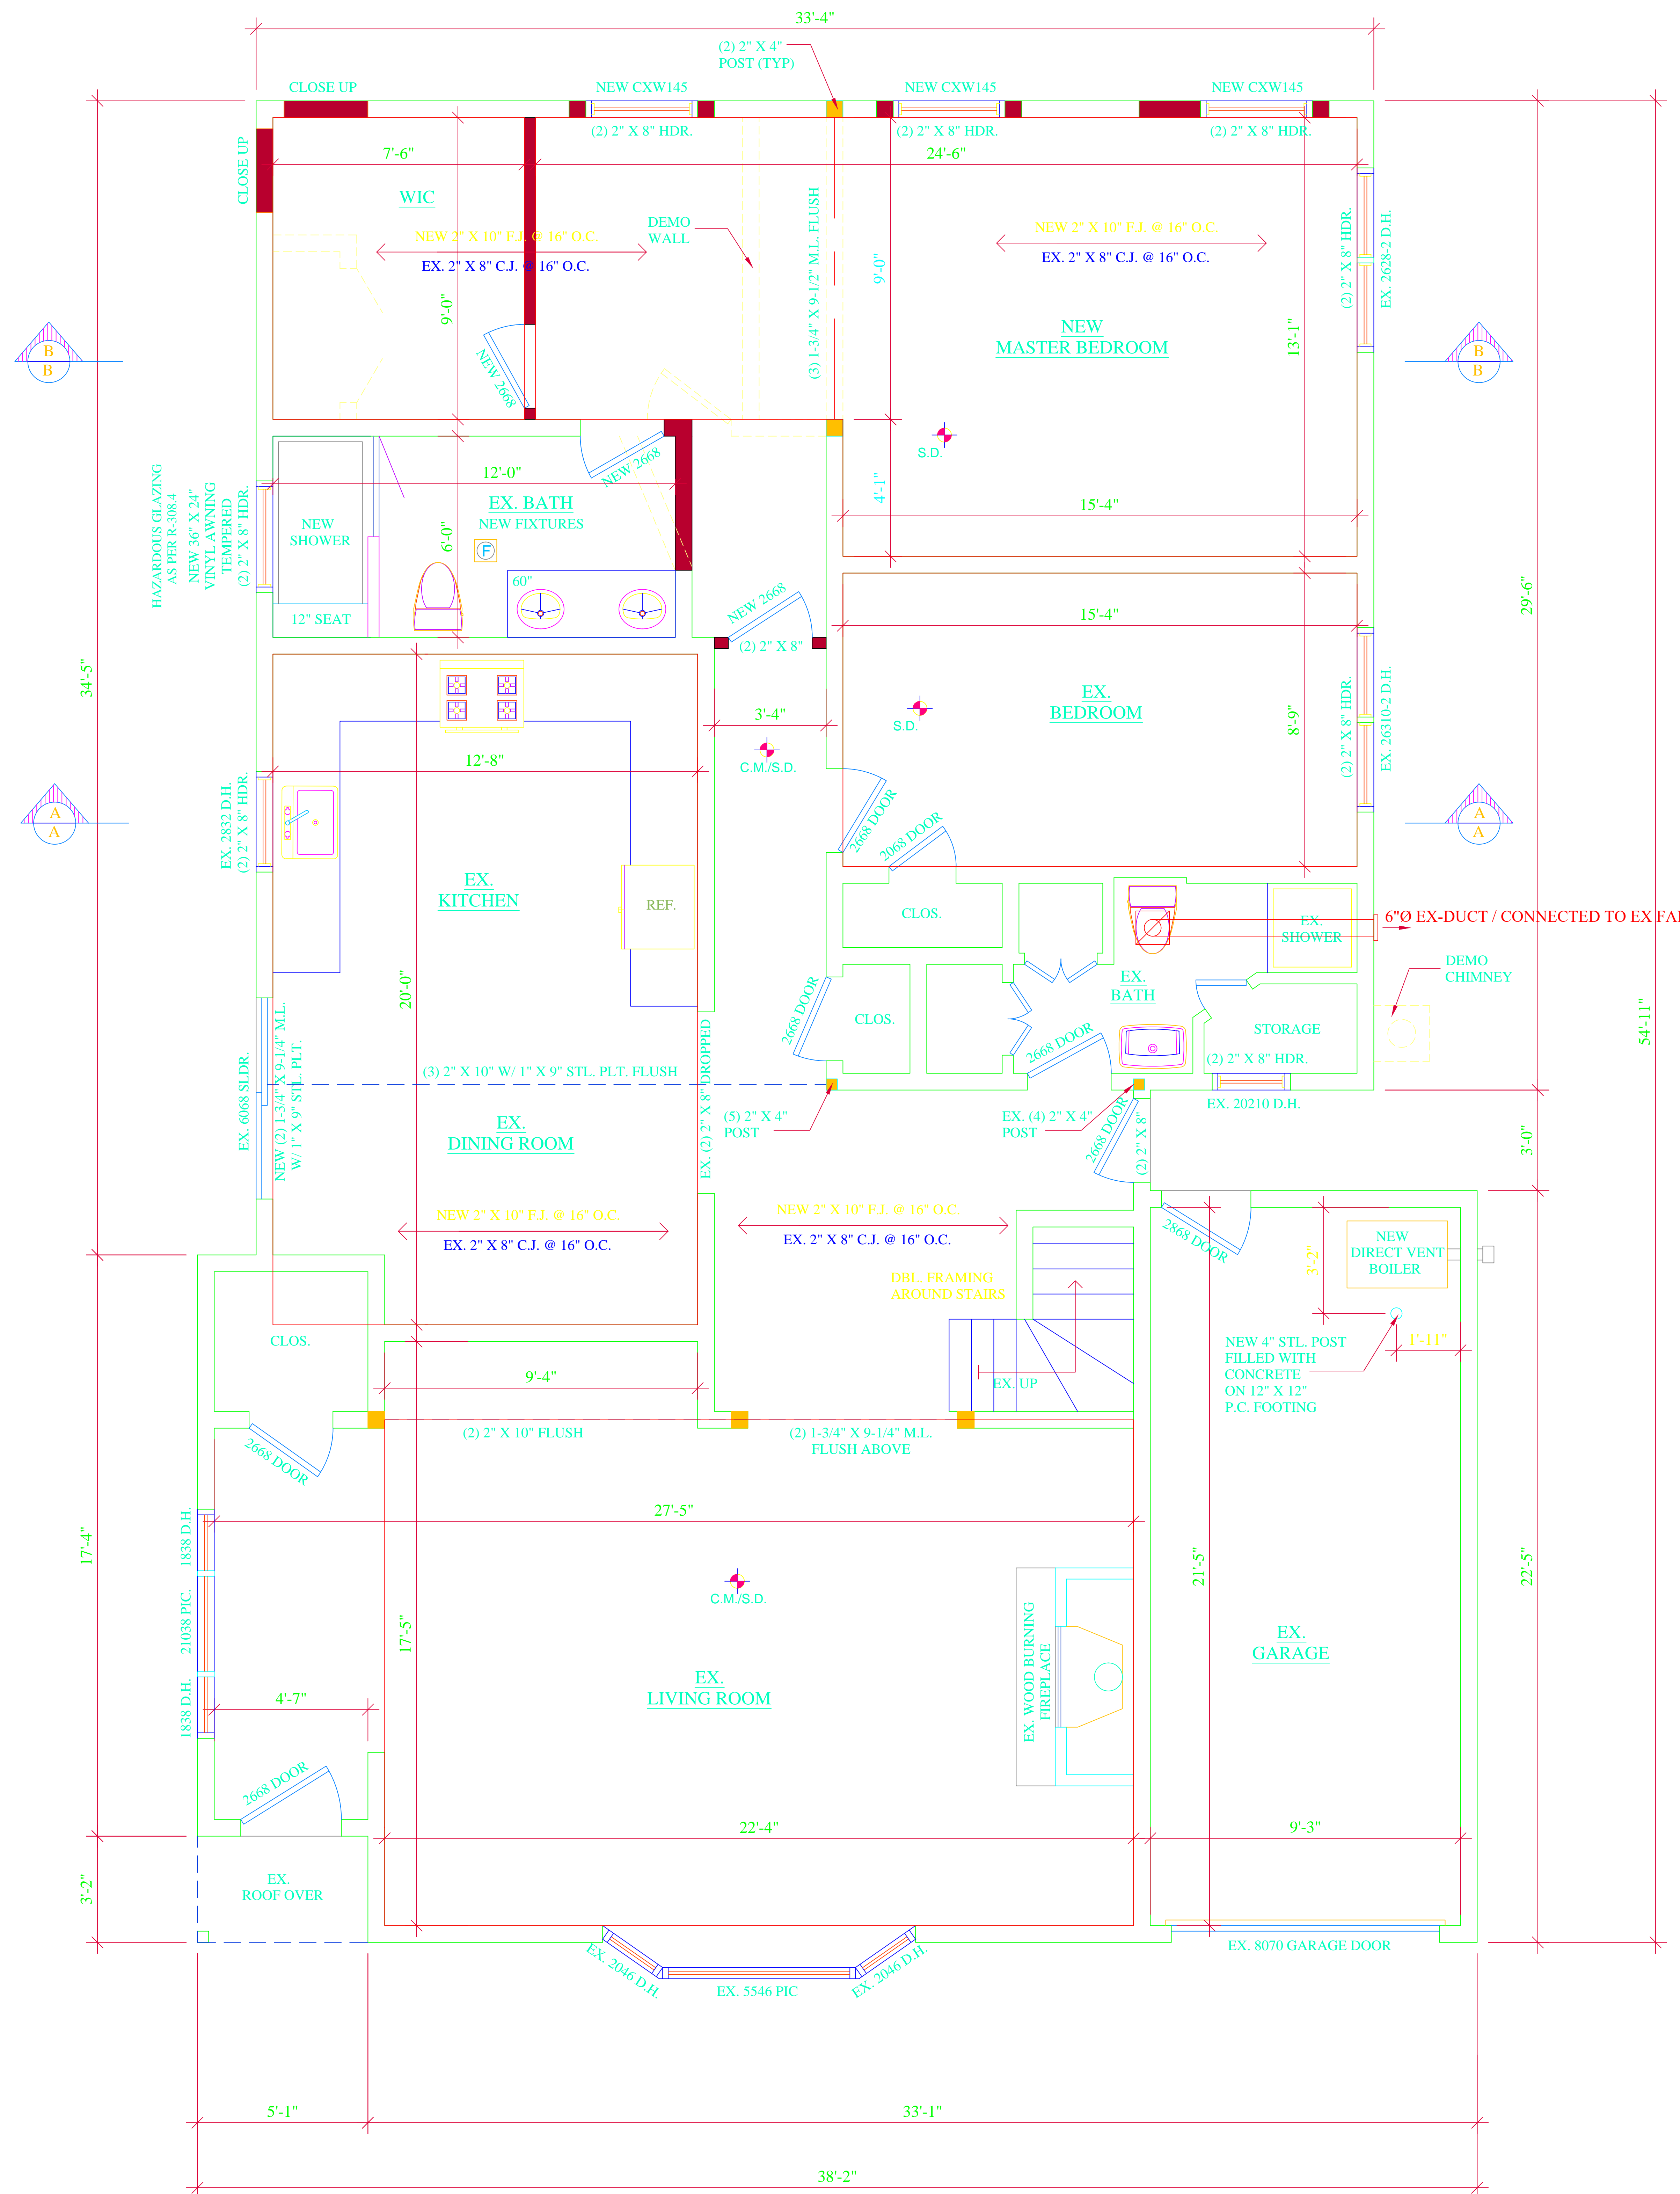 33'-4"
(2) 2" X 4"
POST (TYP)
CLOSE UP
NEW CXW145
NEW CXW145
NEW CXW145
(2) 2" X 8" HDR.
(2) 2" X 8" HDR.
(2) 2" X 8" HDR.
CLOSE UP
7'-6"
24'-6"
WIC
DEMO
WALL
NEW 2" X 10" F.J. @ 16" O.C.
EX. 2" X 8" C.J. @ 16" O.C.
NEW 2" X 10" F.J. @ 16" O.C.
EX. 2" X 8" C.J. @ 16" O.C.
(3) 1-3/4" X 9-1/2" M.L. FLUSH
9'-0"
9'-0"
13'-1"
(2) 2" X 8" HDR.
EX. 2628-2 D.H.
NEW
MASTER BEDROOM
B
B
B
B
NEW 2668
S.D.
4'-1"
15'-4"
12'-0"
NEW 2668
EX. BATH
NEW FIXTURES
6'-0"
F
60"
NEW
SHOWER
12" SEAT
HAZARDOUS GLAZING
AS PER R-308.4
NEW 36" X 24"
VINYL AWNING
TEMPERED
(2) 2" X 8" HDR.
NEW 2668
(2) 2" X 8"
15'-4"
29'-6"
34'-5"
54'-11"
EX.
BEDROOM
8'-9"
(2) 2" X 8" HDR.
EX. 26310-2 D.H.
S.D.
3'-4"
C.M./S.D.
12'-8"
A
A
A
A
EX. 2832 D.H.
(2) 2" X 8" HDR.
2668 DOOR
2068 DOOR
EX.
KITCHEN
REF.
CLOS.
EX.
SHOWER
6"Ø EX-DUCT / CONNECTED TO EX FA
DEMO
CHIMNEY
20'-0"
EX.
BATH
2668 DOOR
CLOS.
2668 DOOR
STORAGE
(2) 2" X 8" HDR.
EX. 20210 D.H.
EX. 6068 SLDR.
NEW (2) 1-3/4" X 9-1/4" M.L.
W/ 1" X 9" STL. PLT.
(3) 2" X 10" W/ 1" X 9" STL. PLT. FLUSH
EX. (2) 2" X 8" DROPPED
(5) 2" X 4"
POST
EX. (4) 2" X 4"
POST
2668 DOOR
(2) 2" X 8"
3'-0"
EX.
DINING ROOM
NEW 2" X 10" F.J. @ 16" O.C.
EX. 2" X 8" C.J. @ 16" O.C.
NEW 2" X 10" F.J. @ 16" O.C.
EX. 2" X 8" C.J. @ 16" O.C.
2868 DOOR
3'-2"
NEW
DIRECT VENT
BOILER
DBL. FRAMING
AROUND STAIRS
CLOS.
EX. UP
NEW 4" STL. POST
FILLED WITH
CONCRETE
ON 12" X 12"
P.C. FOOTING
1'-11"
9'-4"
(2) 2" X 10" FLUSH
(2) 1-3/4" X 9-1/4" M.L.
FLUSH ABOVE
2668 DOOR
27'-5"
17'-4"
1838 D.H.
21038 PIC.
1838 D.H.
17'-5"
C.M./S.D.
21'-5"
22'-5"
EX. WOOD BURNING
FIREPLACE
EX.
GARAGE
EX.
LIVING ROOM
4'-7"
2668 DOOR
22'-4"
9'-3"
3'-2"
EX.
ROOF OVER
EX. 2046 D.H.
EX. 5546 PIC
EX. 2046 D.H.
EX. 8070 GARAGE DOOR
5'-1"
33'-1"
38'-2"